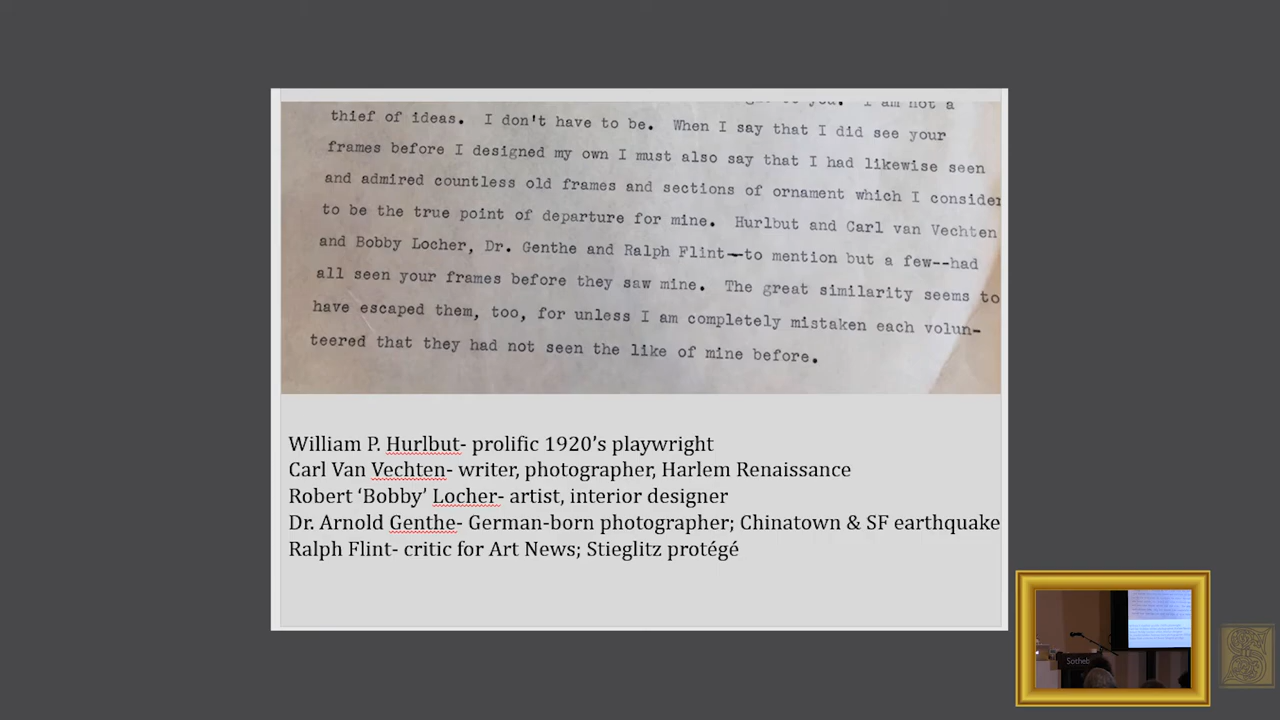 I am not a
thief of ideas. I don't have to be. When I say that I did see your
frames before I designed my own I must also say that I had likewise seen
and admired countless old frames and sections of ornament which I consider
to be the true point of departure for mine. Hurlbut and Carl van Vechten
and Bobby Locher, Dr. Genthe and Ralph Flint—to mention but a few--had
all seen your frames before they saw mine. The great similarity seems to
have escaped them, too, for unless I am completely mistaken each volun-
teered that they had not seen the like of mine before.
William P. Hurlbut- prolific 1920’s playwright
Carl Van Vechten- writer, photographer, Harlem Renaissance
Robert ‘Bobby’ Locher- artist, interior designer
Dr. Arnold Genthe- German-born photographer; Chinatown & SF earthquake
Ralph Flint- critic for Art News; Stieglitz protégé
Sotheb
S